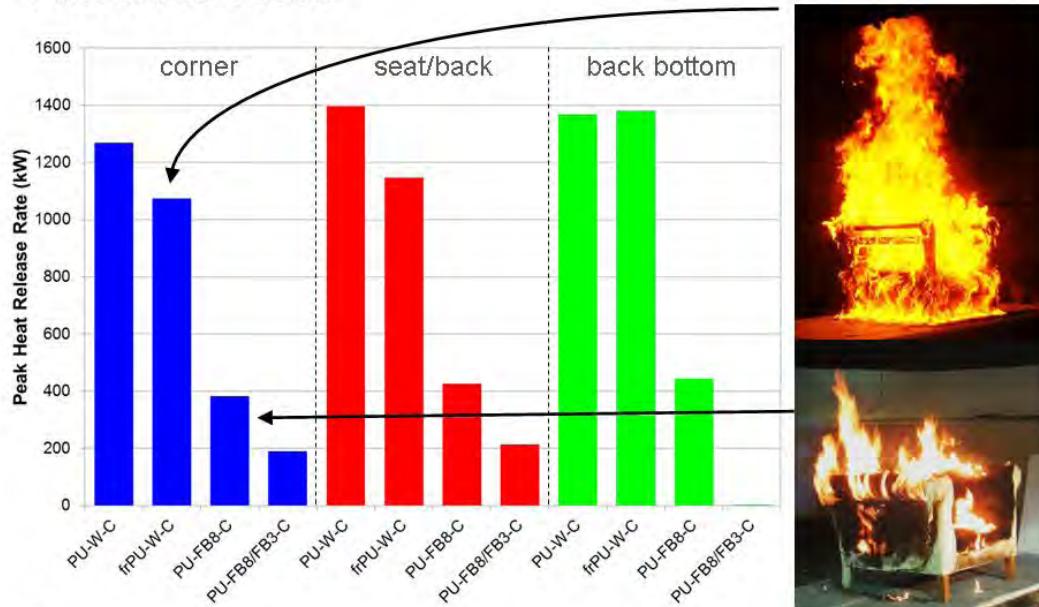 1600
1400
1200
1000
800
600
400
200
0
Peak Heat Release Rate (kW)
corner
seat/back
back bottom
PU-W-C
frPU-W-C
PU-FB8-C
PU-FB8/FB3-C
PU-W-C
frPU-W-C
PU-FB8-C
PU-FB8/FB3-C
PU-W-C
frPU-W-C
PU-FB8-C
PU-FB8/FB3-C